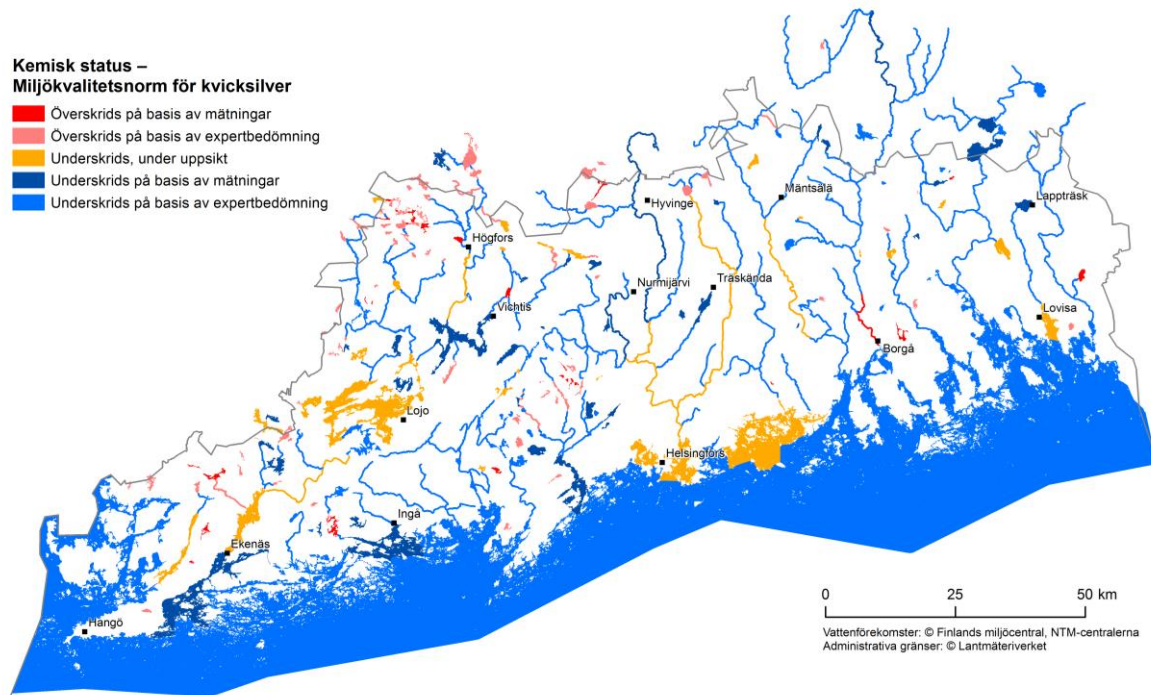 Kemisk status –
Miljökvalitetsnorm för kvicksilver
Överskrids på basis av mätningar
Överskrids på basis av expertbedömning
Underskrids, under uppsikt
Underskrids på basis av mätningar
Underskrids på basis av expertbedömning
Mäntsälä
Hyvinge
Lappträsk
Högfors
Nurmijärvi
Träskända
Vichtis
Lovisa
Borgå
Lojo
Helsingfors
Ingå
Ekenäs
Hangö
0 25 50 km
Vattenförekomster: © Finlands miljöcentral, NTM-centralerna
Administrativa gränser: © Lantmäteriverket